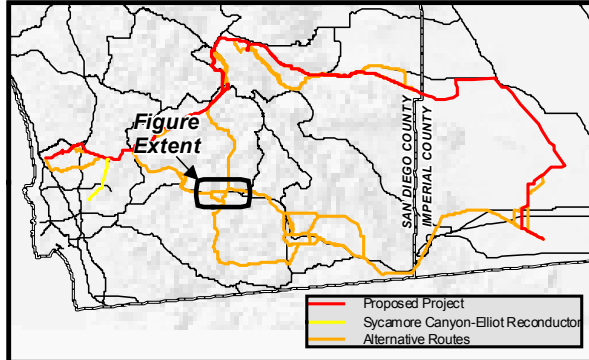 Figure
Extent
SAN DIEGO COUNTY
IMPERIAL COUNTY
Proposed Project
Sycamore Canyon-Elliot Reconductor
Alternative Routes